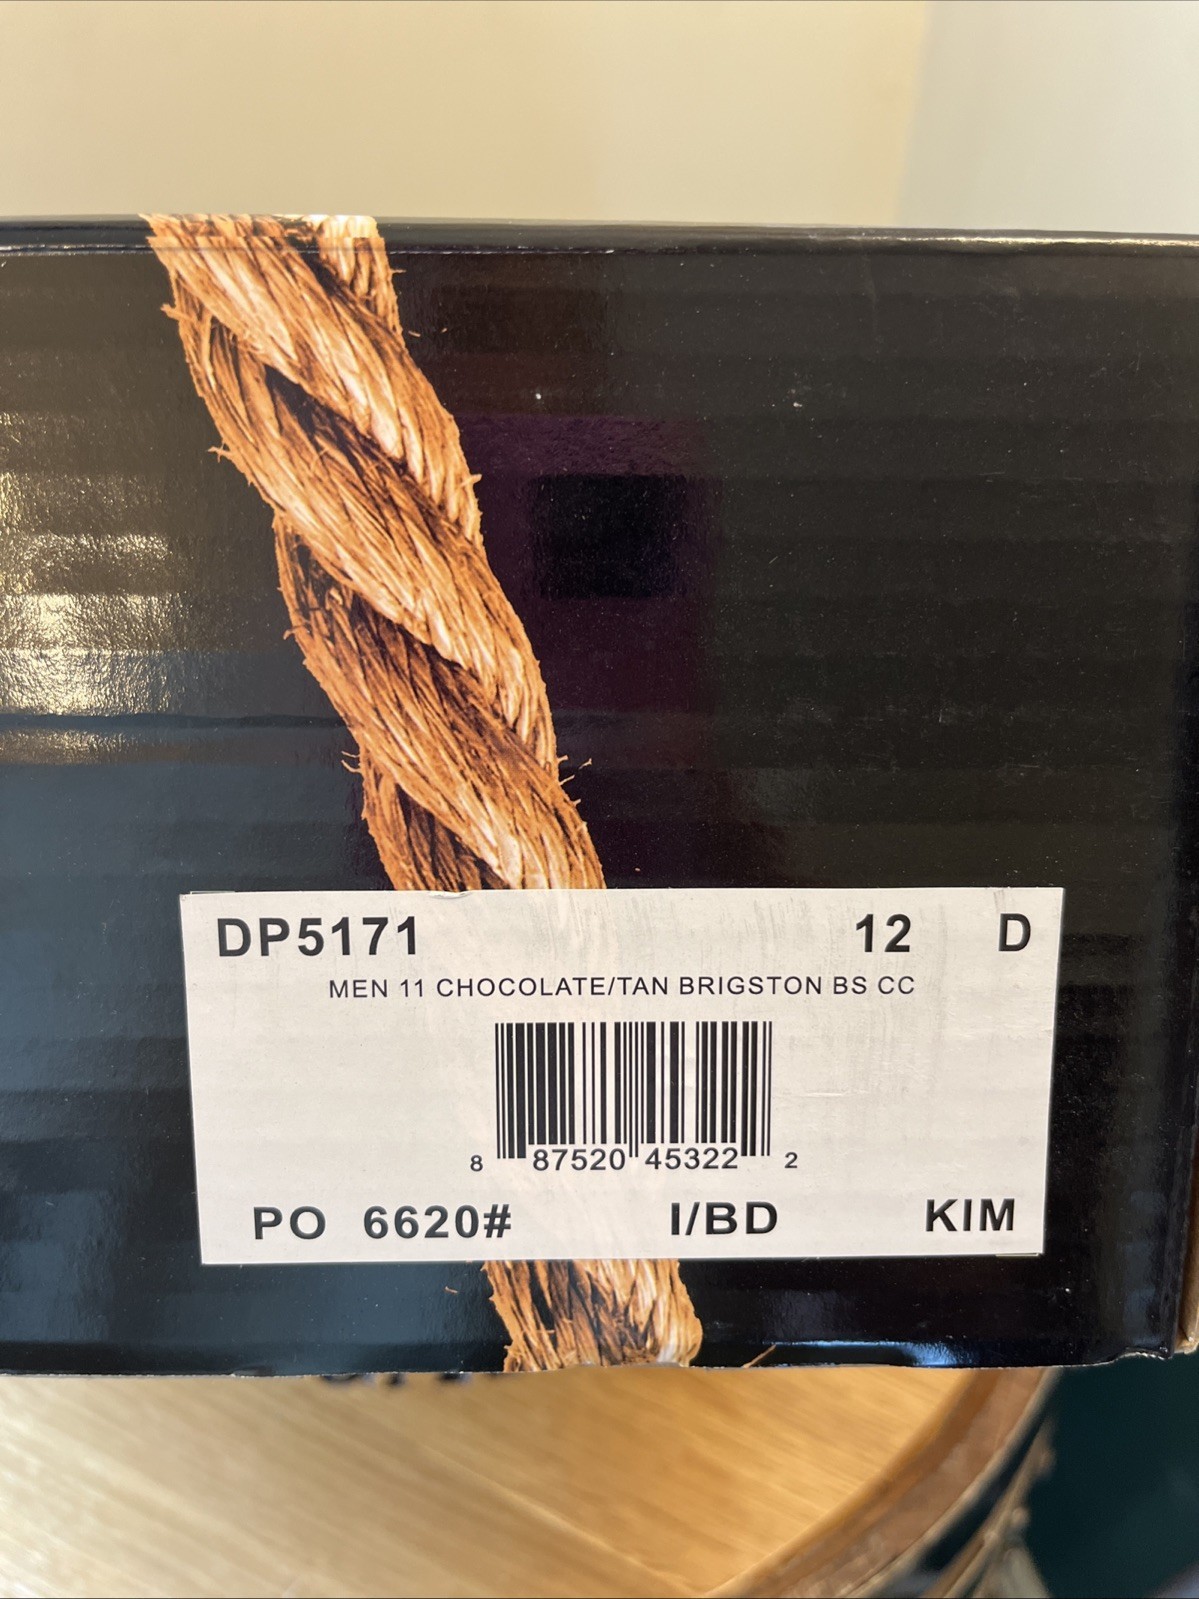 DP5171 12 D
MEN 11 CHOCOLATE/TAN BRIGSTON BS CC
8 87520 45322 2
PO 6620# I/BD KIM